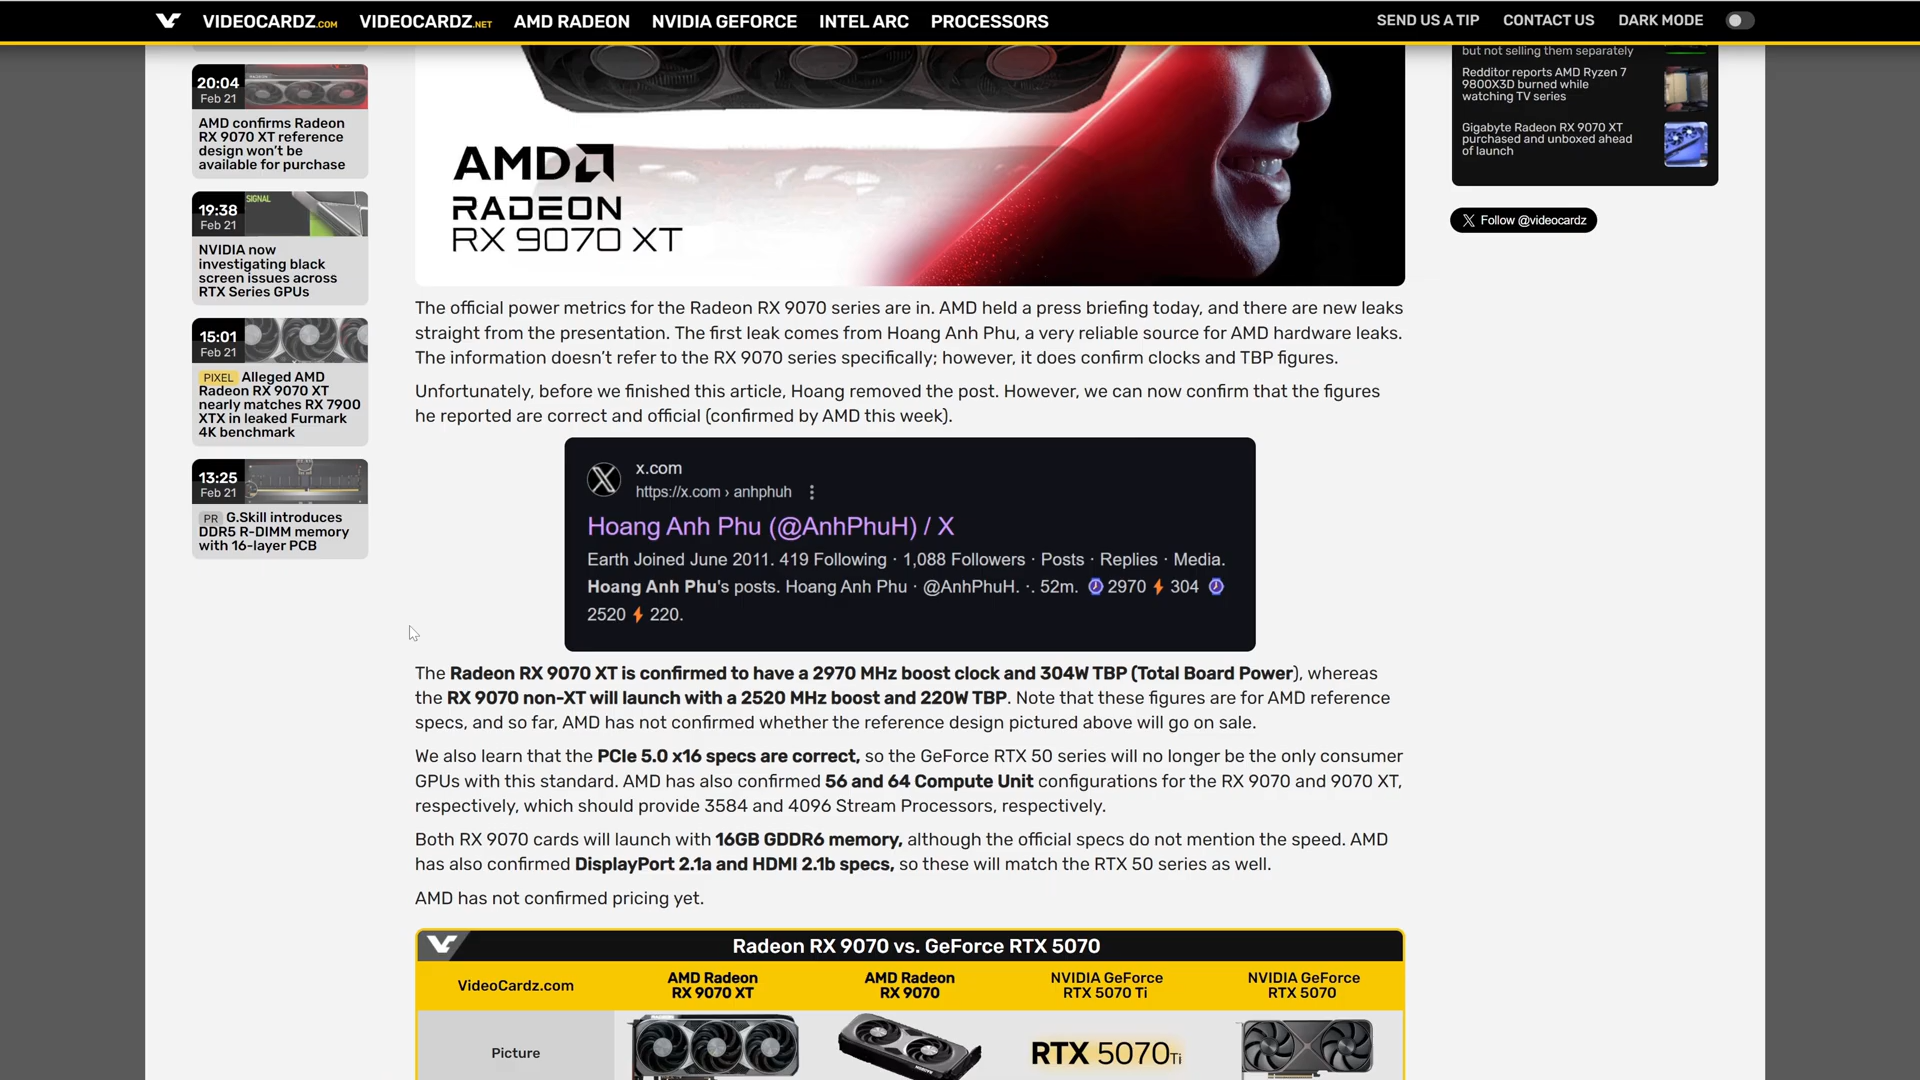 VIDEOCARDZ.COM VIDEOCARDZ.NET AMD RADEON NVIDIA GEFORCE INTEL ARC PROCESSORS SEND US A TIP CONTACT US DARK MODE
20:04
Feb 21
AMD confirms Radeon
RX 9070 XT reference
design won't be
available for purchase
19:38
Feb 21
SIGNAL
NVIDIA now
investigating black
screen issues across
RTX Series GPUs
15:01
Feb 21
PIXEL Alleged AMD
Radeon RX 9070 XT
nearly matches RX 7900
XTX in leaked Furmark
4K benchmark
13:25
Feb 21
PR G.Skill introduces
DDR5 R-DIMM memory
with 16-layer PCB
AMD
RADEON
RX 9070 XT
The official power metrics for the Radeon RX 9070 series are in. AMD held a press briefing today, and there are new leaks
straight from the presentation. The first leak comes from Hoang Anh Phu, a very reliable source for AMD hardware leaks.
The information doesn't refer to the RX 9070 series specifically; however, it does confirm clocks and TBP figures.
Unfortunately, before we finished this article, Hoang removed the post. However, we can now confirm that the figures
he reported are correct and official (confirmed by AMD this week).
x.com
https://x.com › anhphuh
Hoang Anh Phu (@AnhPhuH) / X
Earth Joined June 2011. 419 Following · 1,088 Followers · Posts · Replies · Media.
Hoang Anh Phu's posts. Hoang Anh Phu · @AnhPhuH. ·. 52m. 2970 ⚡ 304
2520 ⚡ 220.
The Radeon RX 9070 XT is confirmed to have a 2970 MHz boost clock and 304W TBP (Total Board Power), whereas
the RX 9070 non-XT will launch with a 2520 MHz boost and 220W TBP. Note that these figures are for AMD reference
specs, and so far, AMD has not confirmed whether the reference design pictured above will go on sale.
We also learn that the PCIe 5.0 x16 specs are correct, so the GeForce RTX 50 series will no longer be the only consumer
GPUs with this standard. AMD has also confirmed 56 and 64 Compute Unit configurations for the RX 9070 and 9070 XT,
respectively, which should provide 3584 and 4096 Stream Processors, respectively.
Both RX 9070 cards will launch with 16GB GDDR6 memory, although the official specs do not mention the speed. AMD
has also confirmed DisplayPort 2.1a and HDMI 2.1b specs, so these will match the RTX 50 series as well.
AMD has not confirmed pricing yet.
Radeon RX 9070 vs. GeForce RTX 5070
VideoCardz.com
AMD Radeon
RX 9070 XT
AMD Radeon
RX 9070
NVIDIA GeForce
RTX 5070 Ti
NVIDIA GeForce
RTX 5070
Picture
RTX 5070Ti
but not selling them separately
Redditor reports AMD Ryzen 7
9800X3D burned while
watching TV series
Gigabyte Radeon RX 9070 XT
purchased and unboxed ahead
of launch
Follow @videocardz